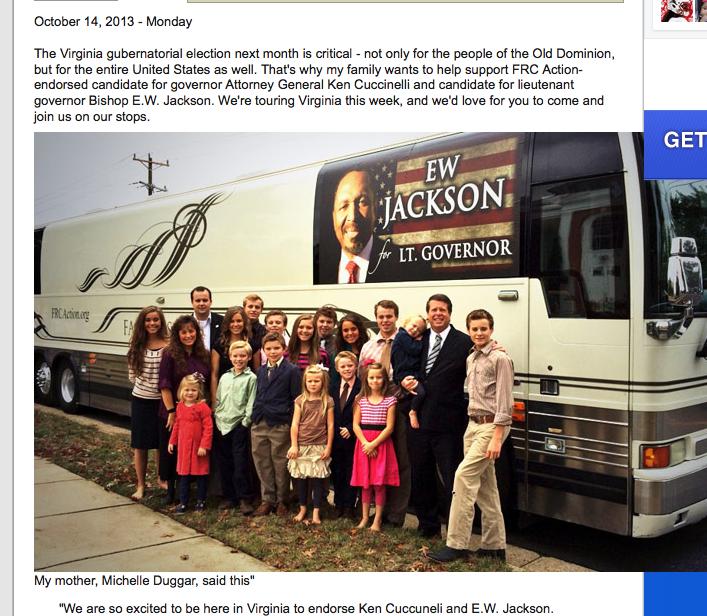 October 14, 2013 - Monday
The Virginia gubernatorial election next month is critical - not only for the people of the Old Dominion,
but for the entire United States as well. That's why my family wants to help support FRC Action-
endorsed candidate for governor Attorney General Ken Cuccinelli and candidate for lieutenant
governor Bishop E.W. Jackson. We're touring Virginia this week, and we'd love for you to come and
join us on our stops.
EW
JACKSON
for LT. GOVERNOR
FRCAction.org
FA
GET
My mother, Michelle Duggar, said this"
"We are so excited to be here in Virginia to endorse Ken Cuccuneli and E.W. Jackson.